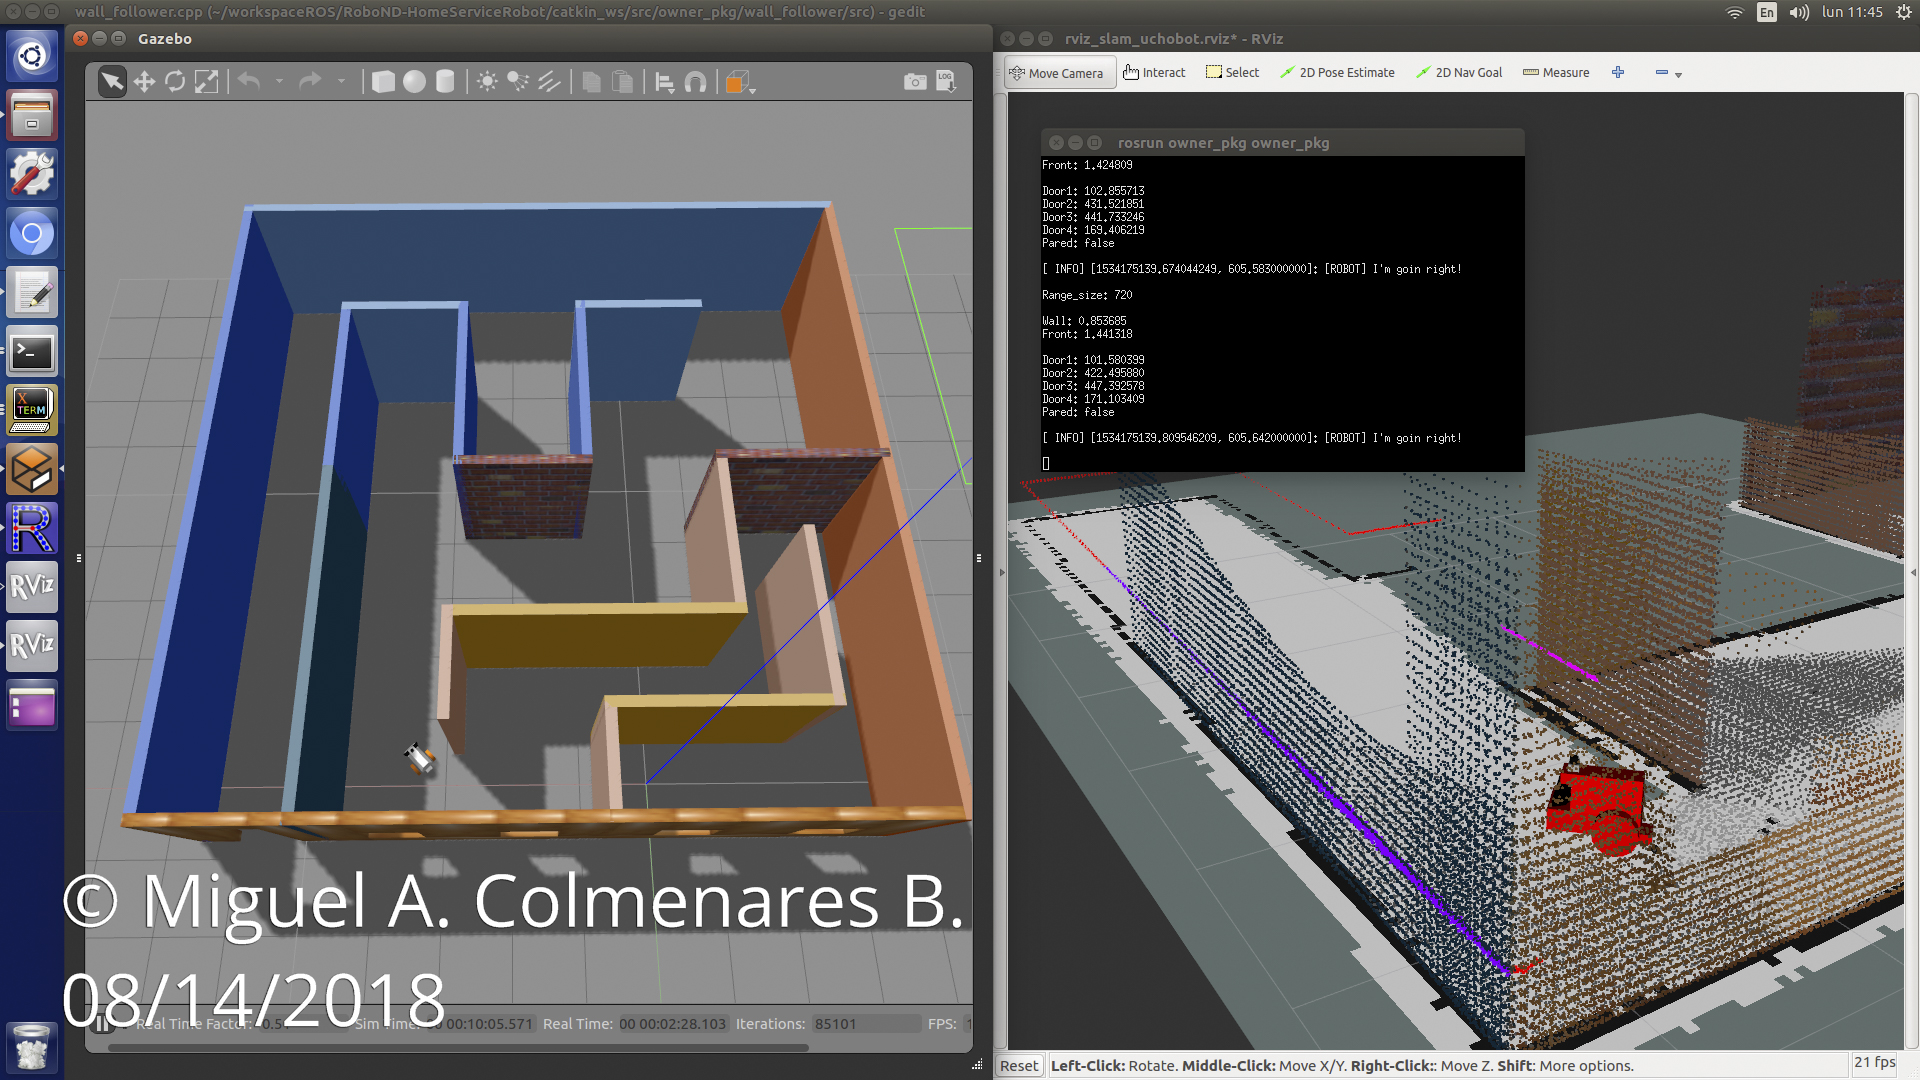 wall_follower.cpp (~/workspaceROS/RoboND-HomeServiceRobot/catkin_ws/src/owner_pkg/wall_follower/src) - gedit
En
lun 11:45
Gazebo
LOG
rviz_slam_uchobot.rviz* - RViz
Move Camera
Interact
Select
2D Pose Estimate
2D Nav Goal
Measure
rosrun owner_pkg owner_pkg
Front: 1.424809
Door1: 102.855713
Door2: 431.521851
Door3: 441.733246
Door4: 169.406219
Pared: false
[ INFO] [1534175139.674044249, 605.583000000]: [ROBOT] I'm goin right!
Range_size: 720
Wall: 0.853685
Front: 1.441318
Door1: 101.580399
Door2: 422.495880
Door3: 447.392578
Door4: 171.103409
Pared: false
[ INFO] [1534175139.809546209, 605.642000000]: [ROBOT] I'm goin right!
X
TERM
R
RViz
RViz
© Miguel A. Colmenares B.
08/14/2018
Real Time Factor:
Sim Time: 00 00:10:05.571
Real Time: 00 00:02:28.103
Iterations: 85101
FPS:
Reset
Left-Click: Rotate. Middle-Click: Move X/Y. Right-Click:: Move Z. Shift: More options.
21 fps